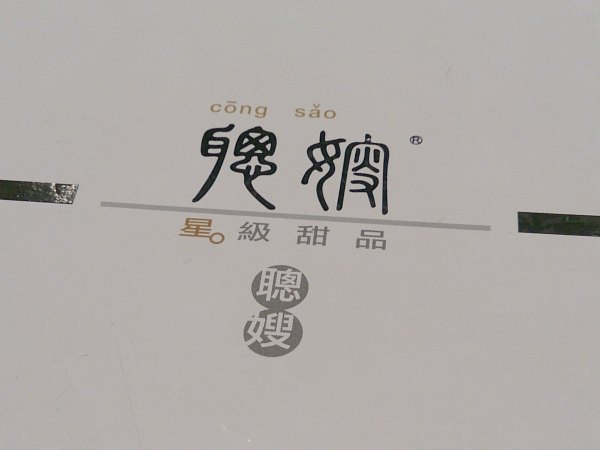 cōng sǎo
聰嫂®
星。級甜品
聰
嫂